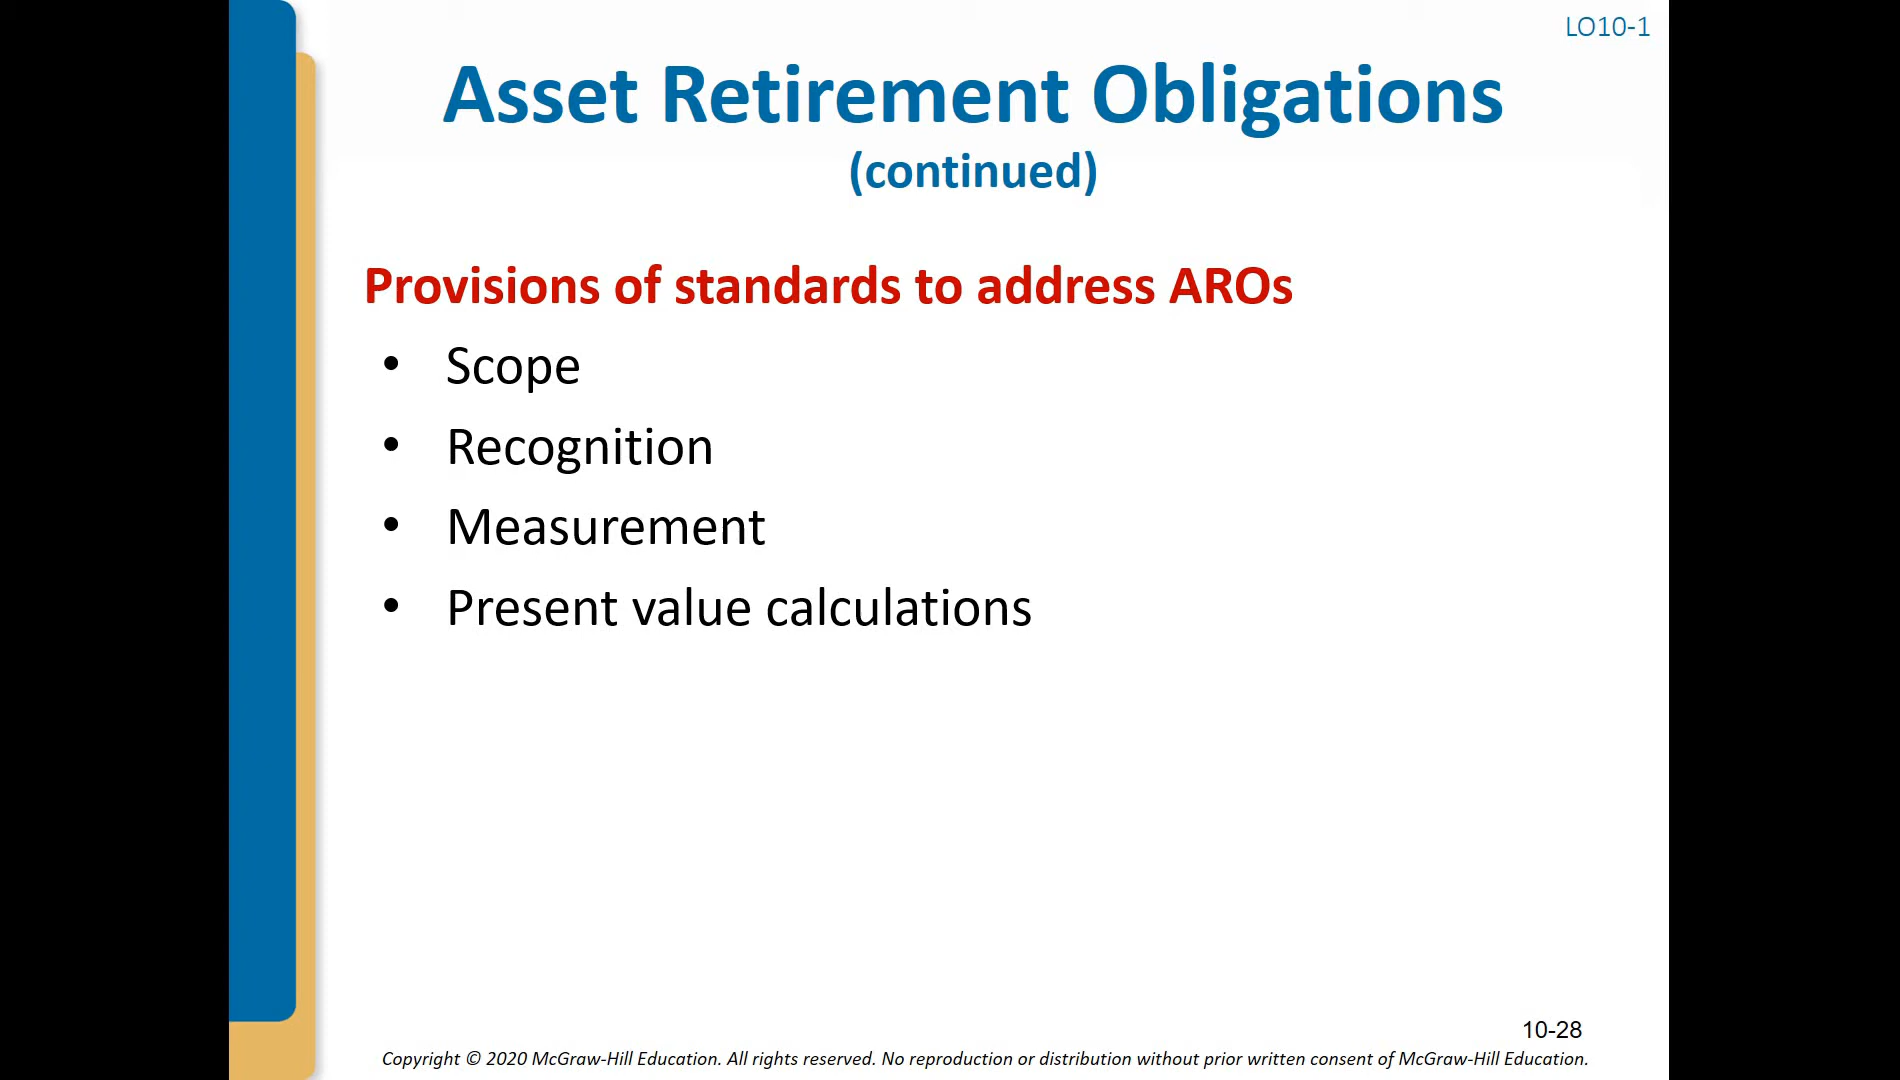 LO10-1
Asset Retirement Obligations
(continued)
Provisions of standards to address AROs
• Scope
• Recognition
• Measurement
• Present value calculations
10-28
Copyright © 2020 McGraw-Hill Education. All rights reserved. No reproduction or distribution without prior written consent of McGraw-Hill Education.